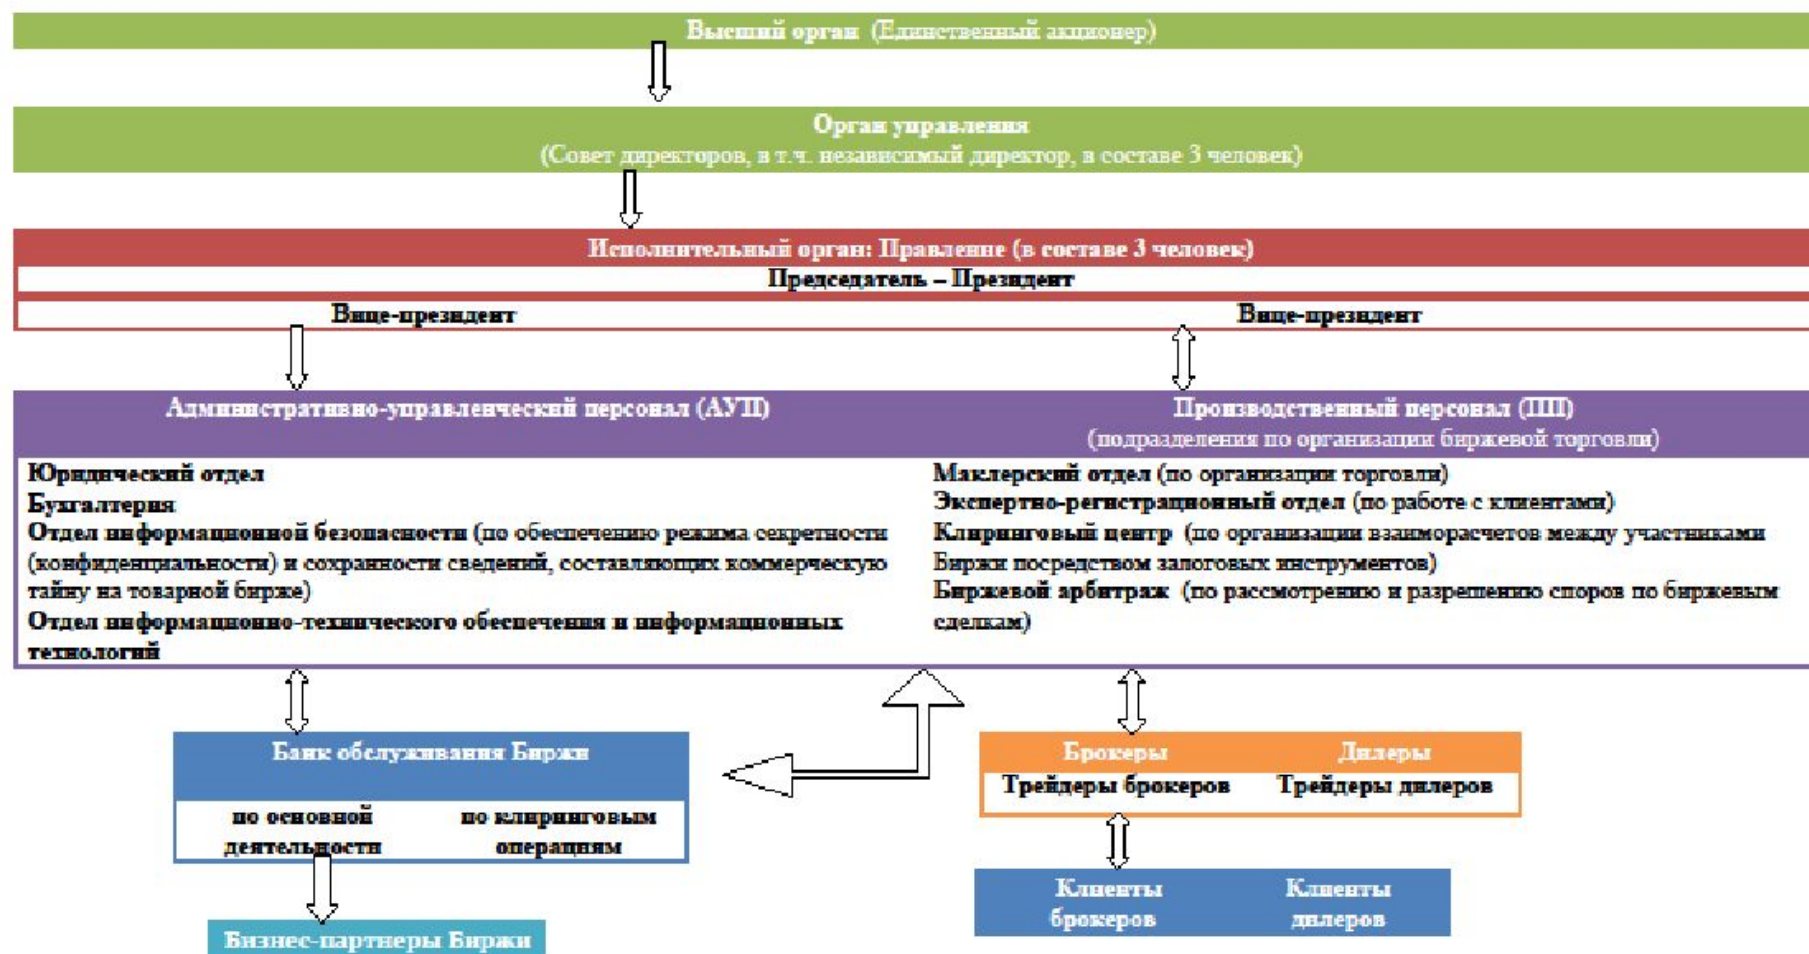 Высший орган (Единственный акционер)
Орган управления
(Совет директоров, в т.ч. независимый директор, в составе 3 человек)
Исполнительный орган: Правление (в составе 3 человек)
Председатель – Президент
Вице-президент
Вице-президент
Административно-управленческий персонал (АУП)
Производственный персонал (ПП)
(подразделения по организации биржевой торговли)
Юридический отдел
Бухгалтерия
Отдел информационной безопасности (по обеспечению режима секретности
(конфиденциальности) и сохранности сведений, составляющих коммерческую
тайну на товарной бирже)
Отдел информационно-технического обеспечения и информационных
технологий
Маклерский отдел (по организации торговли)
Экспертно-регистрационный отдел (по работе с клиентами)
Клиринговый центр (по организации взаиморасчетов между участниками
Биржи посредством залоговых инструментов)
Биржевой арбитраж (по рассмотрению и разрешению споров по биржевым
сделкам)
Банк обслуживания Биржи
по основной
деятельности
по клиринговым
операциям
Бизнес-партнеры Биржи
Брокеры
Дилеры
Трейдеры брокеров
Трейдеры дилеров
Клиенты
брокеров
Клиенты
дилеров